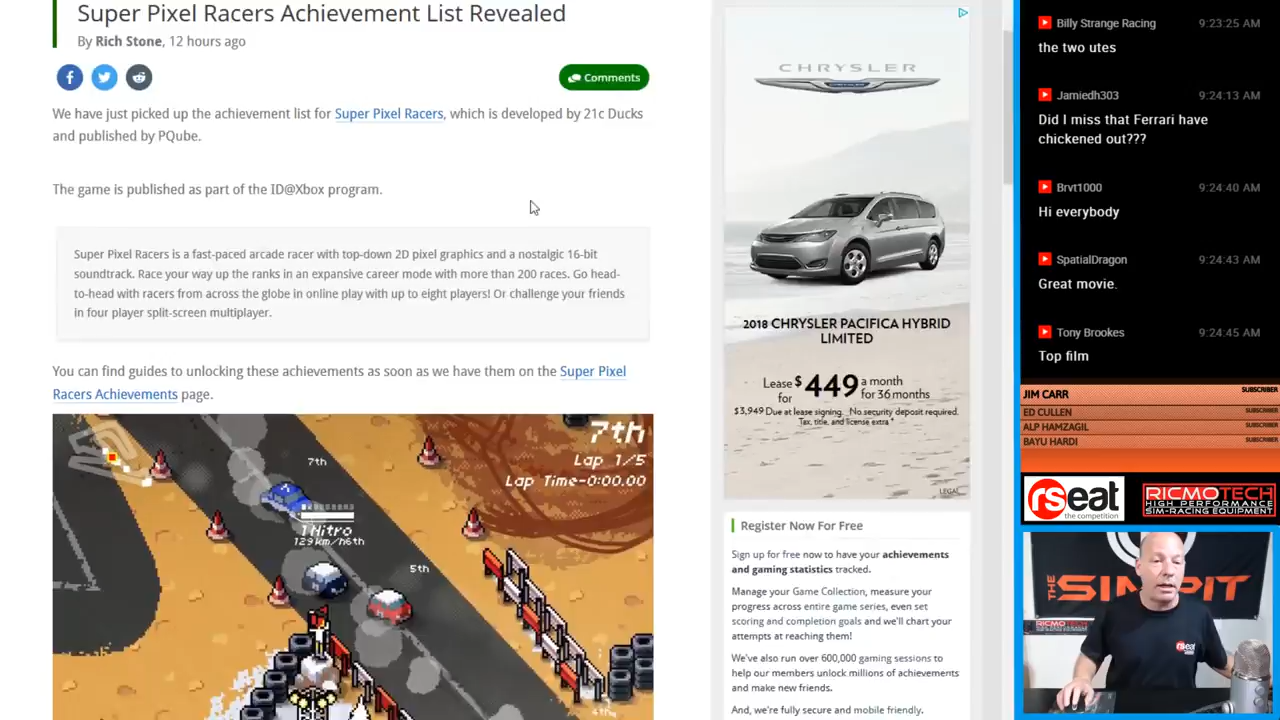 Super Pixel Racers Achievement List Revealed
By Rich Stone, 12 hours ago
Comments
We have just picked up the achievement list for Super Pixel Racers, which is developed by 21c Ducks
and published by PQube.
The game is published as part of the ID@Xbox program.
Super Pixel Racers is a fast-paced arcade racer with top-down 2D pixel graphics and a nostalgic 16-bit
soundtrack. Race your way up the ranks in an expansive career mode with more than 200 races. Go head-
to-head with racers from across the globe in online play with up to eight players! Or challenge your friends
in four player split-screen multiplayer.
You can find guides to unlocking these achievements as soon as we have them on the Super Pixel
Racers Achievements page.
7th
Lap 1/5
Lap Time-0:00.00
7th
1 Nitro
129km/h6th
5th
CHRYSLER
2018 CHRYSLER PACIFICA HYBRID
LIMITED
Lease for $449 a month for 36 months
$3,949 Due at lease signing. No security deposit required.
Tax, title, and license extra*
LEGAL
Register Now For Free
Sign up for free now to have your achievements
and gaming statistics tracked.
Manage your Game Collection, measure your
progress across entire game series, even set
scoring and completion goals and we'll chart your
attempts at reaching them!
We've also run over 600,000 gaming sessions to
help our members unlock millions of achievements
and make new friends.
And, we're fully secure and mobile friendly.
Billy Strange Racing 9:23:25 AM
the two utes
Jamiedh303 9:24:13 AM
Did I miss that Ferrari have
chickened out???
Brvt1000 9:24:40 AM
Hi everybody
SpatialDragon 9:24:43 AM
Great movie.
Tony Brookes 9:24:45 AM
Top film
JIM CARR SUBSCRIBER
ED CULLEN SUBSCRIBER
ALP HAMZAGIL SUBSCRIBER
BAYU HARDI SUBSCRIBER
rseat
the competition
RICMOTECH
HIGH PERFORMANCE
SIM-RACING EQUIPMENT
THE SIMPIT
RICMOTECH
rseat